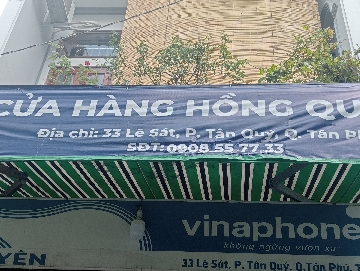 CỬA HÀNG HỒNG QU
Địa chỉ: 33 Lê Sát, P. Tân Quý, Q. Tân
SĐT: 0908.55.77.33
vinaphone
không ngừng vươn xa
YÊN
33 Lê Sát, P. Tân Quý, Q.Tân Phú,